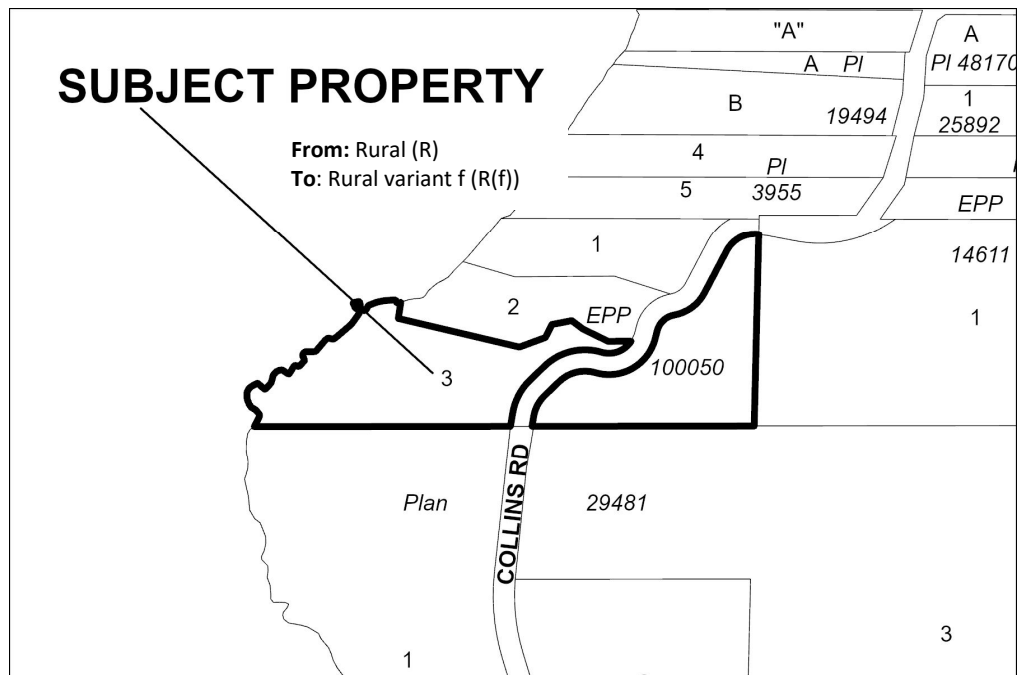 "A"
A
A PI
PI 48170
SUBJECT PROPERTY
B
1
19494
25892
From: Rural (R)
To: Rural variant f (R(f))
4
PI
5
3955
EPP
1
14611
2
EPP
1
3
100050
Plan
29481
COLLINS RD
3
1